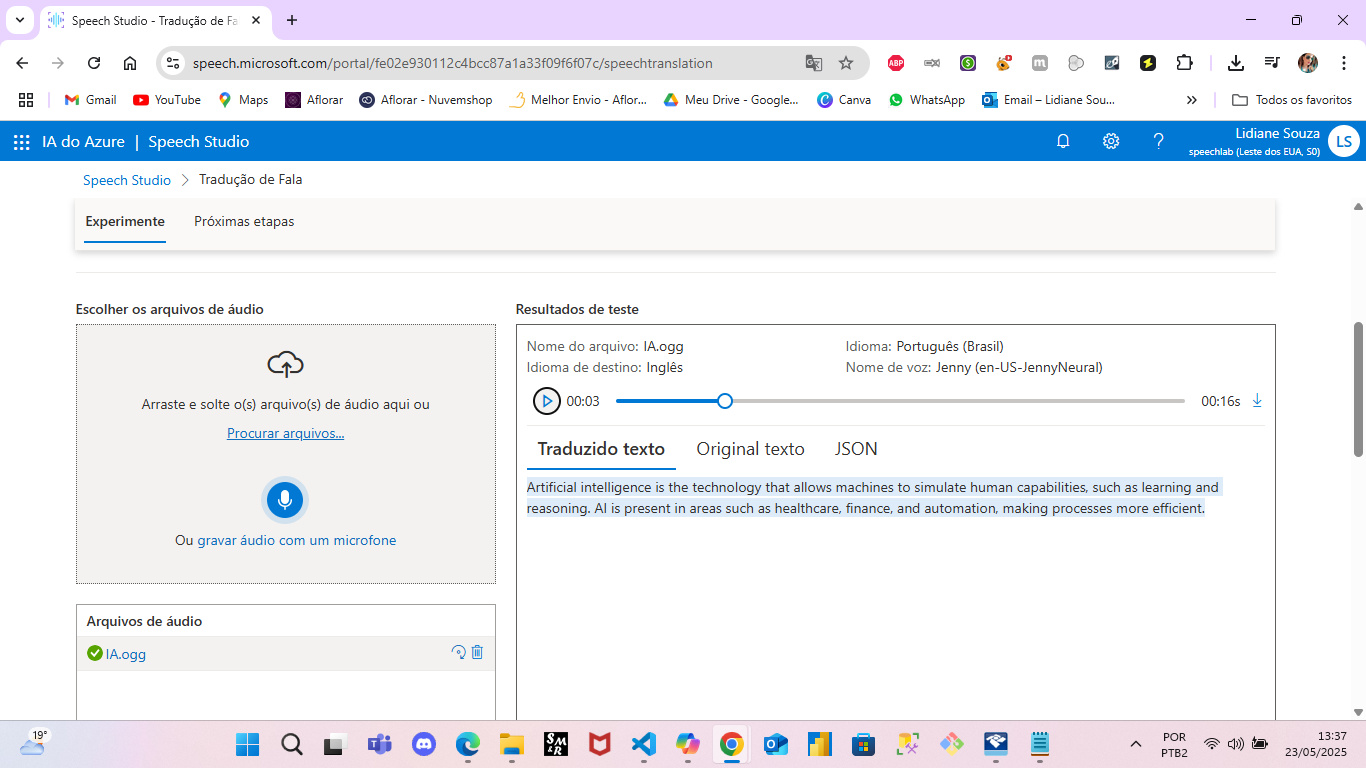 Speech Studio - Tradução de Fa
speech.microsoft.com/portal/fe02e930112c4bcc87a1a33f09f6f07c/speechtranslation
ABP
Gmail
YouTube
Maps
Aflorar
Aflorar - Nuvemshop
Melhor Envio - Aflor...
Meu Drive - Google...
Canva
WhatsApp
Email – Lidiane Sou...
Todos os favoritos
IA do Azure | Speech Studio
Lidiane Souza
speechlab (Leste dos EUA, S0)
LS
Speech Studio > Tradução de Fala
Experimente
Próximas etapas
Escolher os arquivos de áudio
Arraste e solte o(s) arquivo(s) de áudio aqui ou
Procurar arquivos...
Ou gravar áudio com um microfone
Arquivos de áudio
IA.ogg
Resultados de teste
Nome do arquivo: IA.ogg
Idioma: Português (Brasil)
Idioma de destino: Inglês
Nome de voz: Jenny (en-US-JennyNeural)
00:03
00:16s
Traduzido texto
Original texto
JSON
Artificial intelligence is the technology that allows machines to simulate human capabilities, such as learning and
reasoning. AI is present in areas such as healthcare, finance, and automation, making processes more efficient.
19°
SM
&R
POR
PTB2
13:37
23/05/2025